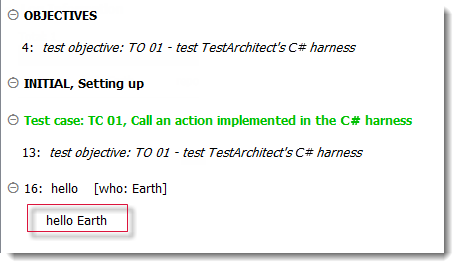 OBJECTIVES
4: test objective: TO 01 - test TestArchitect's C# harness
INITIAL, Setting up
Test case: TC 01, Call an action implemented in the C# harness
13: test objective: TO 01 - test TestArchitect's C# harness
16: hello [who: Earth]
hello Earth